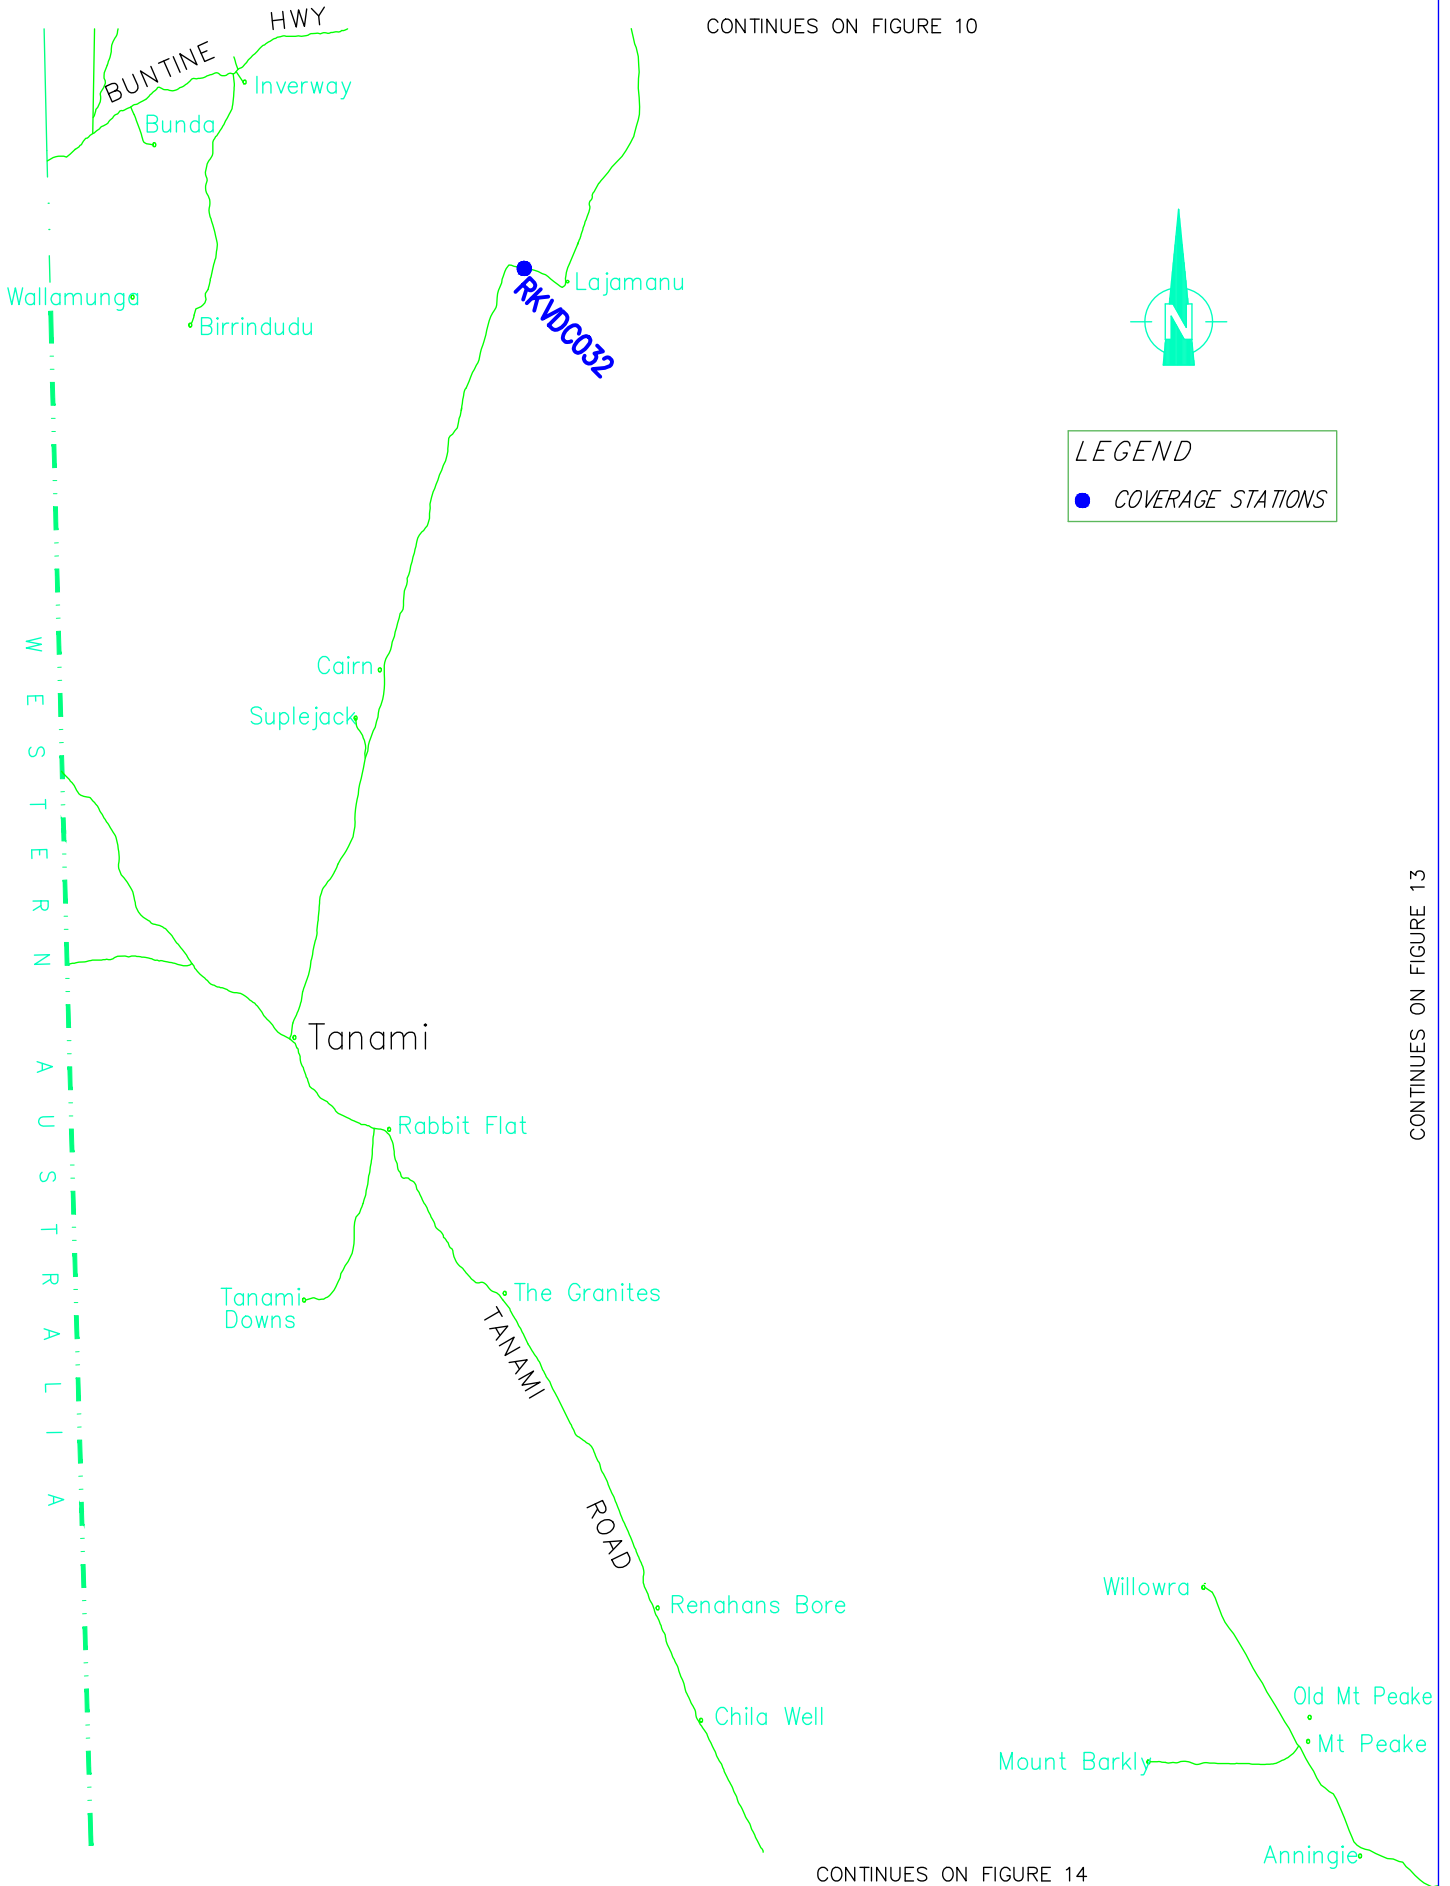 CONTINUES ON FIGURE 10
BUNTINE HWY
Inverway
Bunda
Lajamanu
Wallamunga
Birrindudu
RKVDC032
N
LEGEND
COVERAGE STATIONS
WESTERN AUSTRALIA
Cairn
Suplejack
CONTINUES ON FIGURE 13
Tanami
Rabbit Flat
The Granites
Tanami
Downs
TANAMI ROAD
Willowra
Renahans Bore
Old Mt Peake
Chila Well
Mt Peake
Mount Barkly
Anningie
CONTINUES ON FIGURE 14